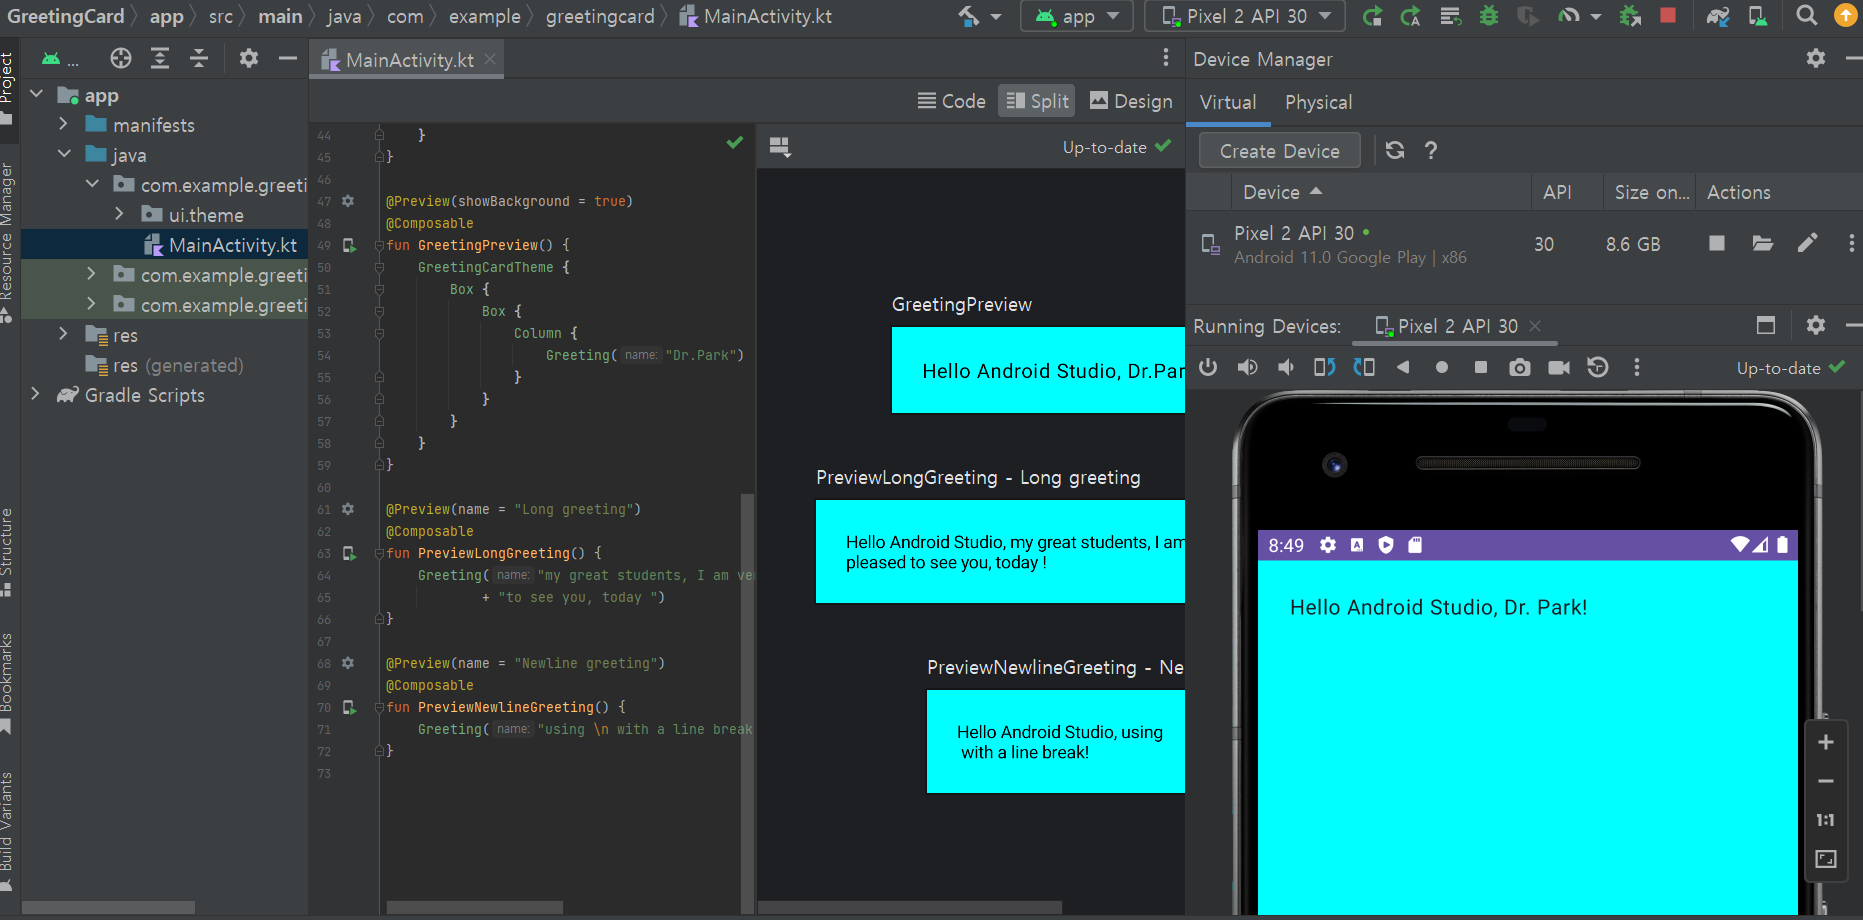 GreetingCard app src main java com example greetingcard MainActivity.kt app Pixel 2 API 30
Project
...
MainActivity.kt
Device Manager
Code Split Design
Virtual Physical
Create Device ?
Device API Size on... Actions
Pixel 2 API 30 30 8.6 GB
Android 11.0 Google Play | x86
Running Devices: Pixel 2 API 30
Up-to-date
app
manifests
java
com.example.greeti
ui.theme
MainActivity.kt
com.example.greeti
com.example.greeti
res
res (generated)
Gradle Scripts
Resource Manager
Structure
Bookmarks
Build Variants
44 }
45 }
46
47 @Preview(showBackground = true)
48 @Composable
49 fun GreetingPreview() {
50 GreetingCardTheme {
51 Box {
52 Box {
53 Column {
54 Greeting( name: "Dr.Park")
55 }
56 }
57 }
58 }
59 }
60
61 @Preview(name = "Long greeting")
62 @Composable
63 fun PreviewLongGreeting() {
64 Greeting( name: "my great students, I am ve
65 + "to see you, today ")
66 }
67
68 @Preview(name = "Newline greeting")
69 @Composable
70 fun PreviewNewlineGreeting() {
71 Greeting( name: "using \n with a line break
72 }
73
Up-to-date
GreetingPreview
Hello Android Studio, Dr.Par
PreviewLongGreeting - Long greeting
Hello Android Studio, my great students, I am
pleased to see you, today !
PreviewNewlineGreeting - Ne
Hello Android Studio, using
with a line break!
8:49 A
Hello Android Studio, Dr. Park!
1:1